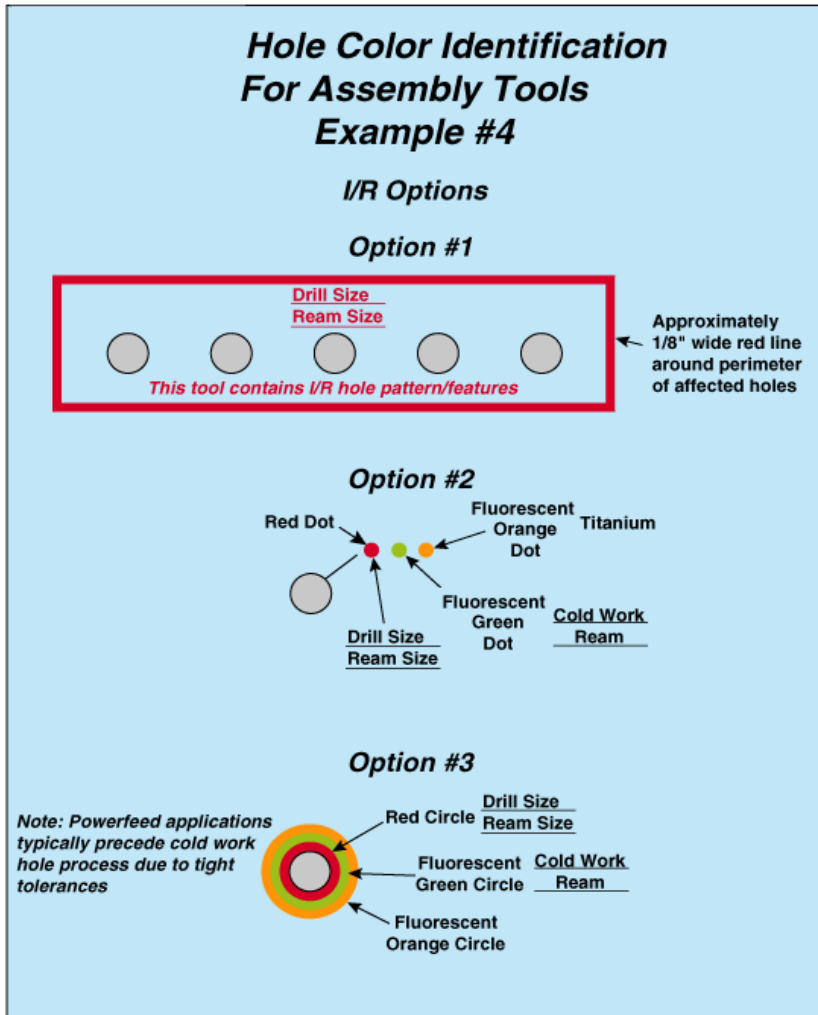 Hole Color Identification
For Assembly Tools
Example #4
I/R Options
Option #1
Drill Size
Ream Size
This tool contains I/R hole pattern/features
Approximately
1/8" wide red line
around perimeter
of affected holes
Option #2
Red Dot
Fluorescent
Orange
Dot
Titanium
Drill Size
Ream Size
Fluorescent
Green
Dot
Cold Work
Ream
Option #3
Note: Powerfeed applications
typically precede cold work
hole process due to tight
tolerances
Red Circle
Drill Size
Ream Size
Fluorescent
Green Circle
Cold Work
Ream
Fluorescent
Orange Circle